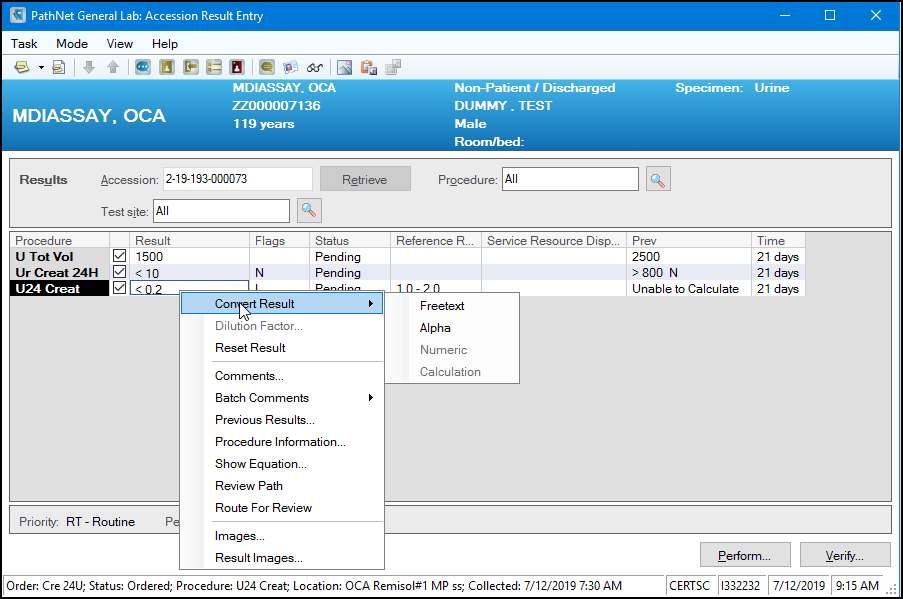 PathNet General Lab: Accession Result Entry
Task Mode View Help
MDIASSAY, OCA
MDIASSAY, OCA
ZZ000007136
119 years
Non-Patient / Discharged
DUMMY , TEST
Male
Room/bed:
Specimen: Urine
Results Accession: 2-19-193-000073 Retrieve Procedure: All
Test site: All
Procedure Result Flags Status Reference R... Service Resource Disp... Prev Time
U Tot Vol 1500 Pending 2500 21 days
Ur Creat 24H < 10 N Pending > 800 N 21 days
U24 Creat < 0.2 L Pending 1.0 - 2.0 Unable to Calculate 21 days
Convert Result
Dilution Factor...
Reset Result
Comments...
Batch Comments
Previous Results...
Procedure Information...
Show Equation...
Review Path
Route For Review
Images...
Result Images...
Freetext
Alpha
Numeric
Calculation
Priority: RT - Routine Pe
Perform... Verify...
Order: Cre 24U; Status: Ordered; Procedure: U24 Creat; Location: OCA Remisol#1 MP ss; Collected: 7/12/2019 7:30 AM CERTSC I332232 7/12/2019 9:15 AM